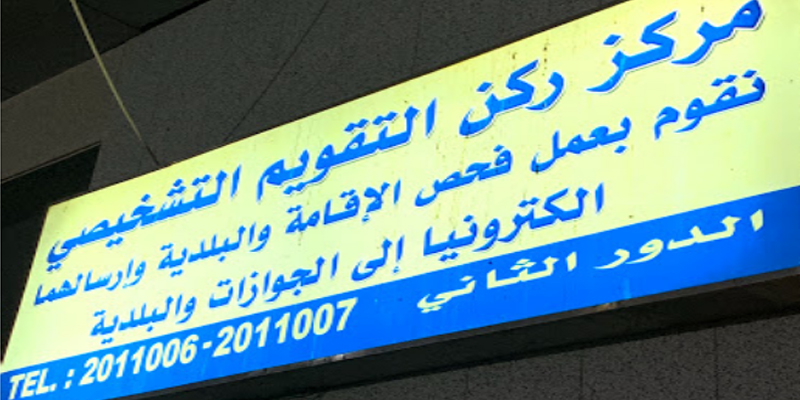 مركز ركن التقويم التشخيصي
نقوم بعمل فحص الإقامة والبلدية وارسالهما
الكترونيا إلى الجوازات والبلدية
الدور الثاني
TEL. : 2011006-2011007